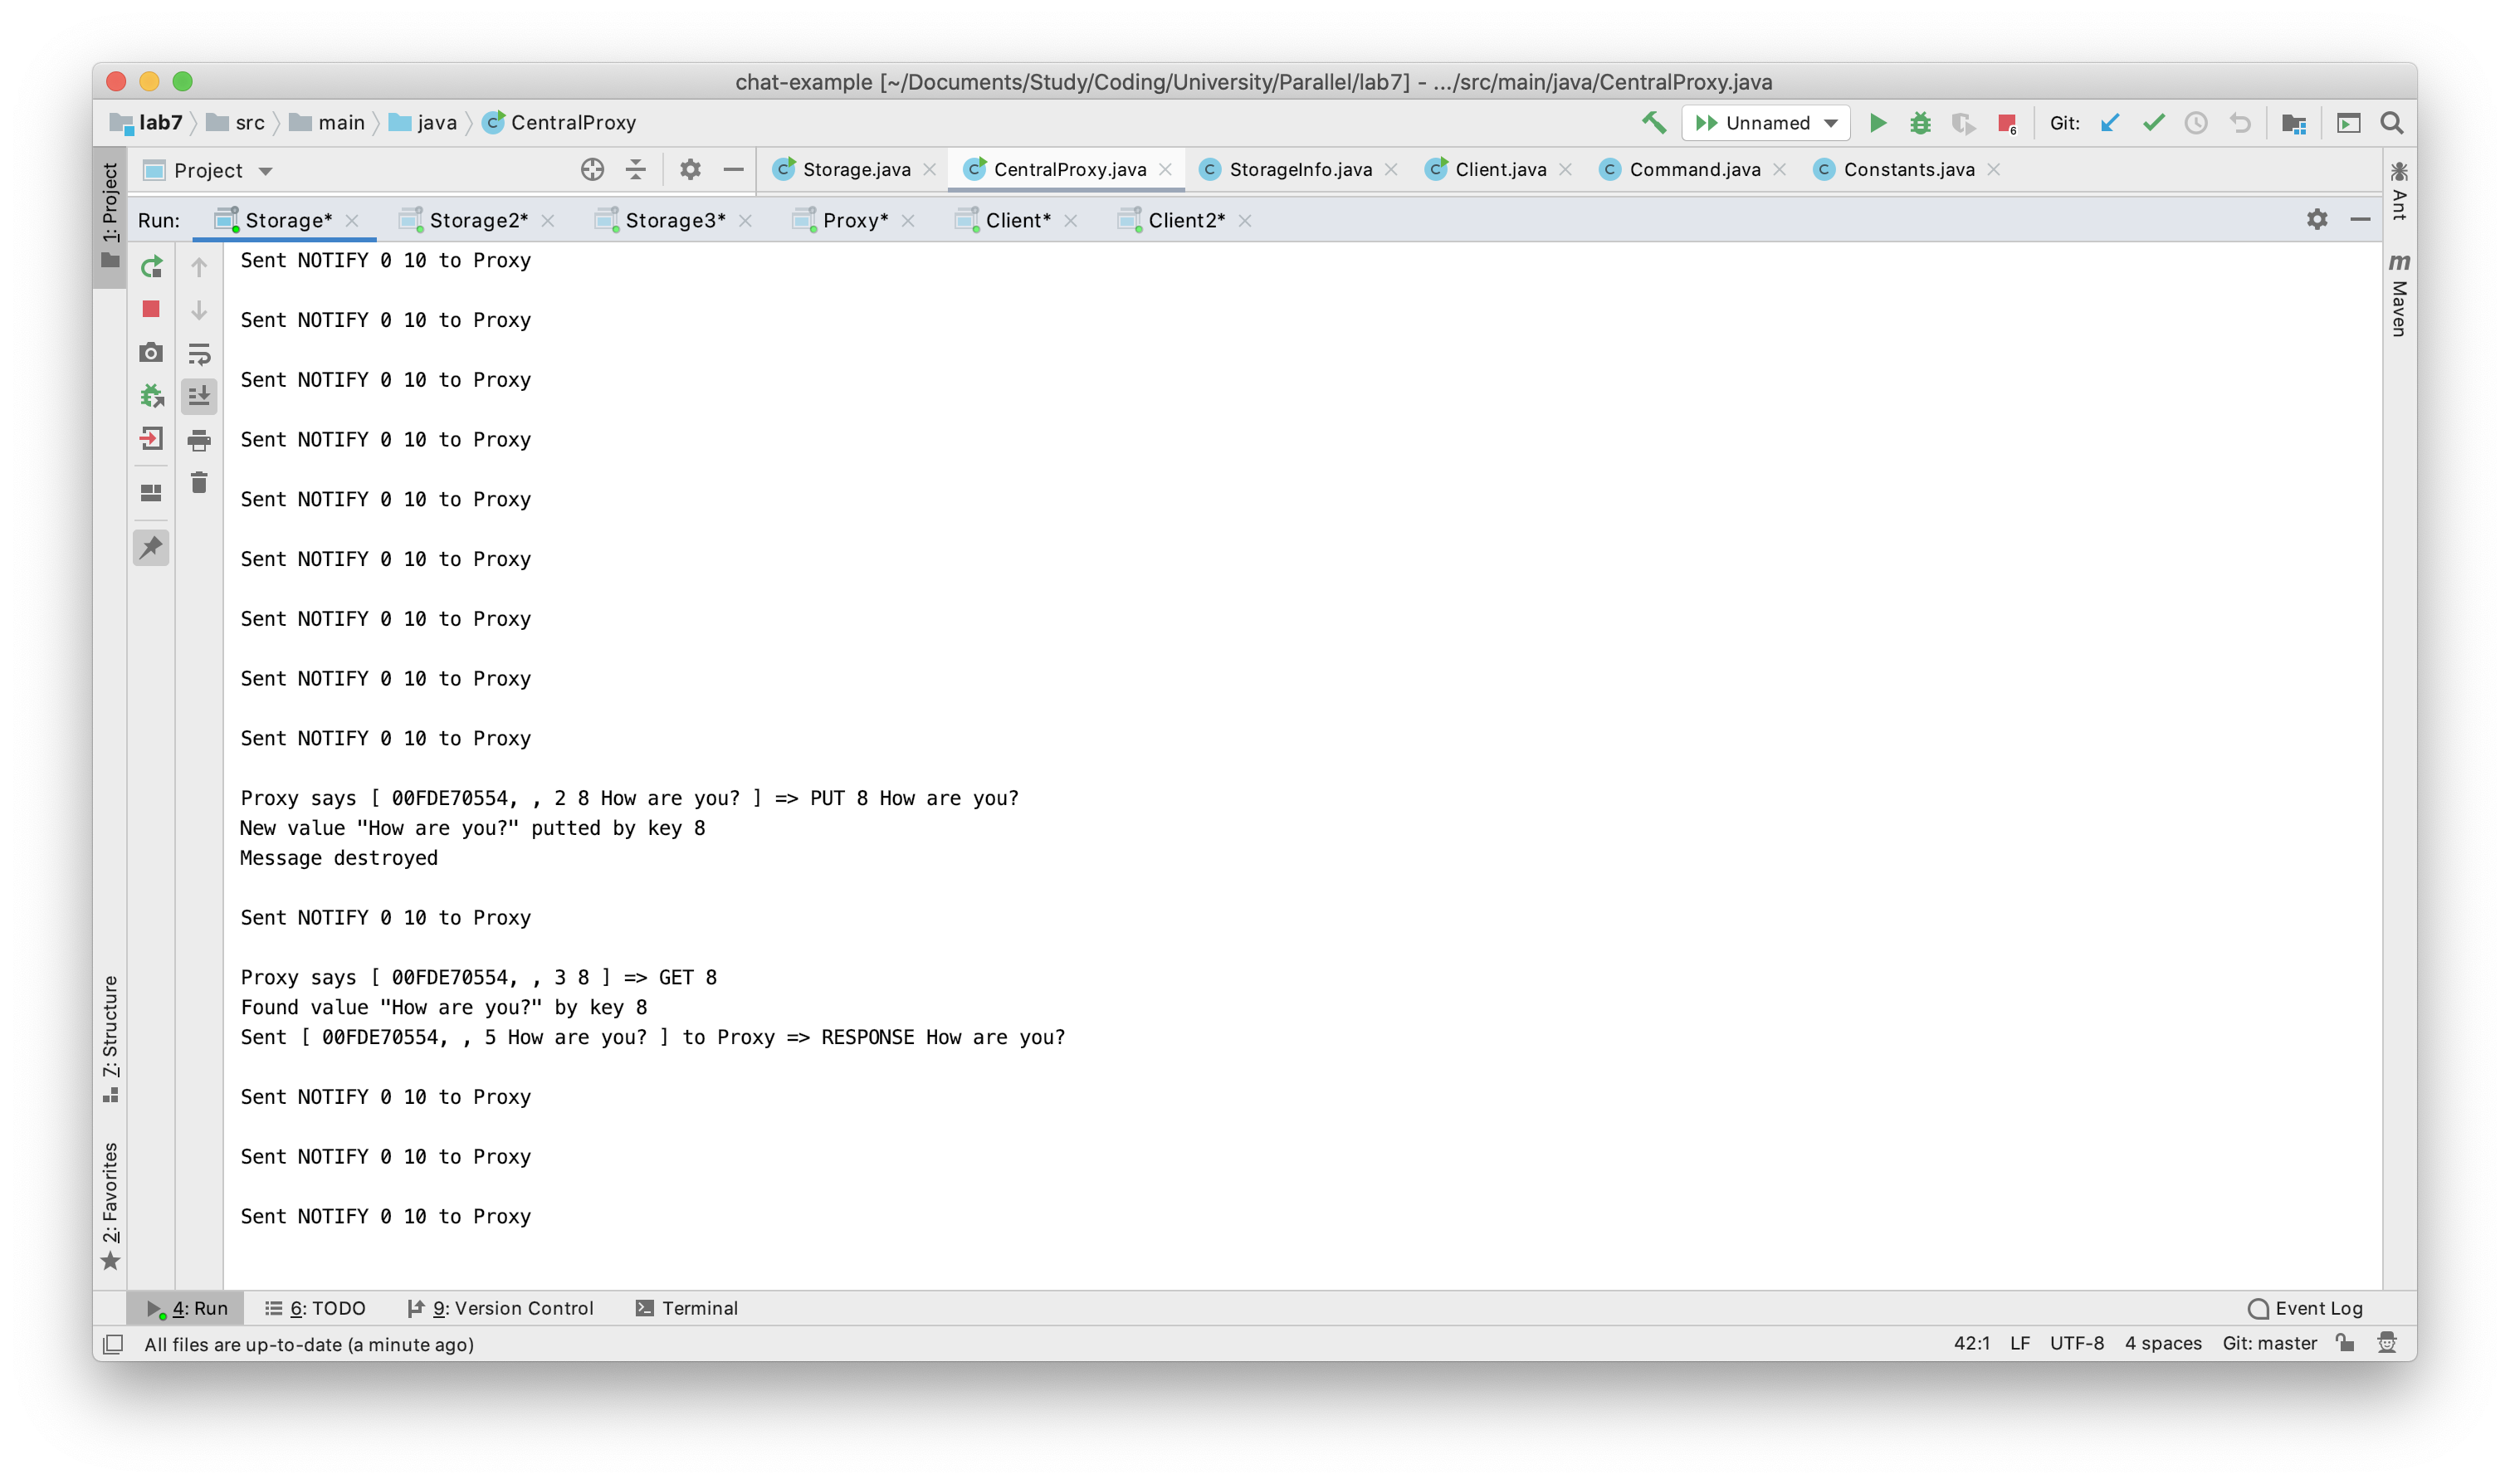 chat-example [~/Documents/Study/Coding/University/Parallel/lab7] - .../src/main/java/CentralProxy.java
lab7 src main java CentralProxy Unnamed 6 Git:
1: Project Project Storage.java CentralProxy.java StorageInfo.java Client.java Command.java Constants.java Ant
Run: Storage* Storage2* Storage3* Proxy* Client* Client2*
m Maven
Sent NOTIFY 0 10 to Proxy
Sent NOTIFY 0 10 to Proxy
Sent NOTIFY 0 10 to Proxy
Sent NOTIFY 0 10 to Proxy
Sent NOTIFY 0 10 to Proxy
Sent NOTIFY 0 10 to Proxy
Sent NOTIFY 0 10 to Proxy
Sent NOTIFY 0 10 to Proxy
Sent NOTIFY 0 10 to Proxy
Proxy says [ 00FDE70554, , 2 8 How are you? ] => PUT 8 How are you?
New value "How are you?" putted by key 8
Message destroyed
Sent NOTIFY 0 10 to Proxy
Proxy says [ 00FDE70554, , 3 8 ] => GET 8
Found value "How are you?" by key 8
Sent [ 00FDE70554, , 5 How are you? ] to Proxy => RESPONSE How are you?
Sent NOTIFY 0 10 to Proxy
Sent NOTIFY 0 10 to Proxy
Sent NOTIFY 0 10 to Proxy
7: Structure
2: Favorites
4: Run 6: TODO 9: Version Control Terminal Event Log
All files are up-to-date (a minute ago) 42:1 LF UTF-8 4 spaces Git: master